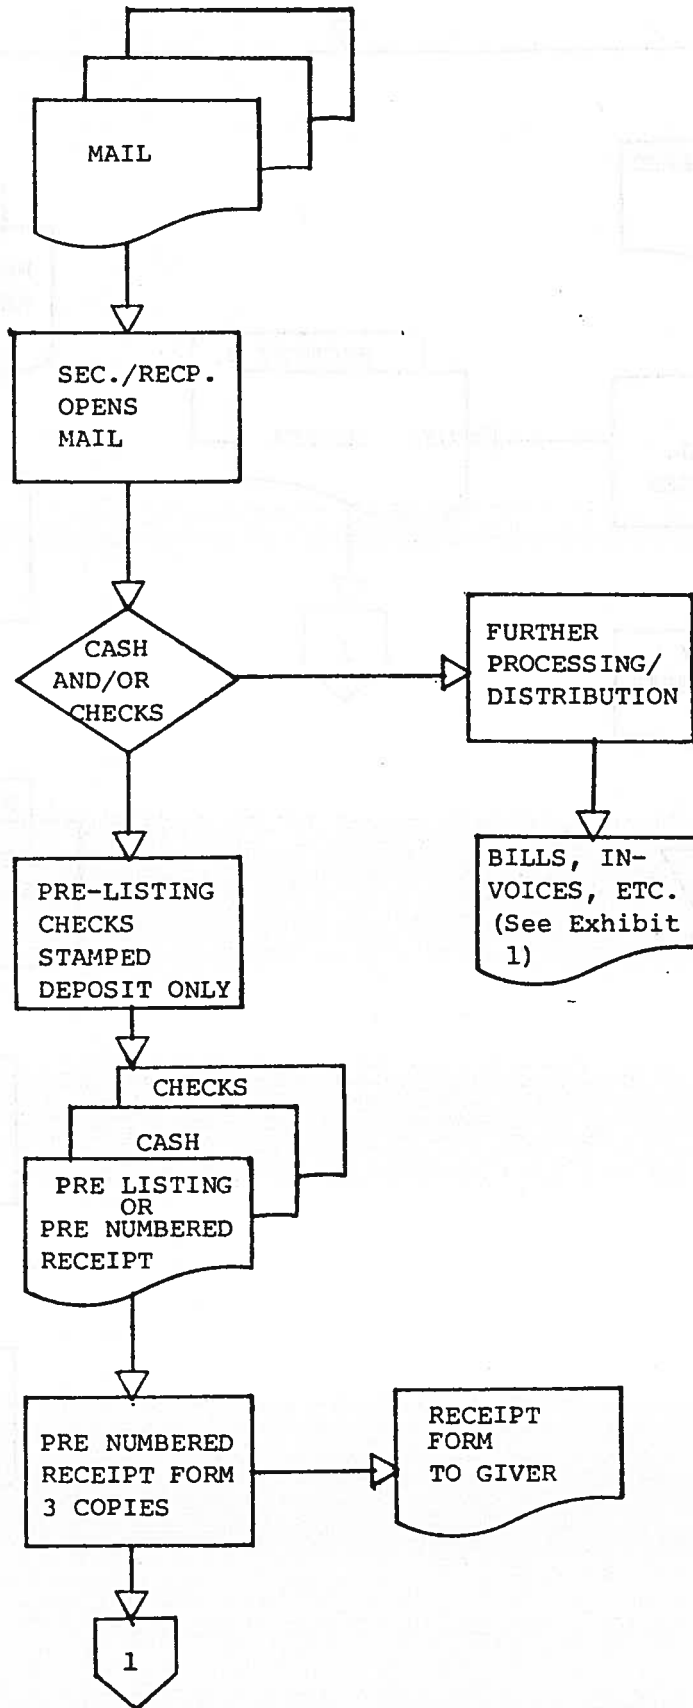 MAIL
SEC./RECP.
OPENS
MAIL
CASH
AND/OR
CHECKS
FURTHER
PROCESSING/
DISTRIBUTION
BILLS, IN-
VOICES, ETC.
(See Exhibit
1)
PRE-LISTING
CHECKS
STAMPED
DEPOSIT ONLY
CHECKS
CASH
PRE LISTING
OR
PRE NUMBERED
RECEIPT
PRE NUMBERED
RECEIPT FORM
3 COPIES
RECEIPT
FORM
TO GIVER
1